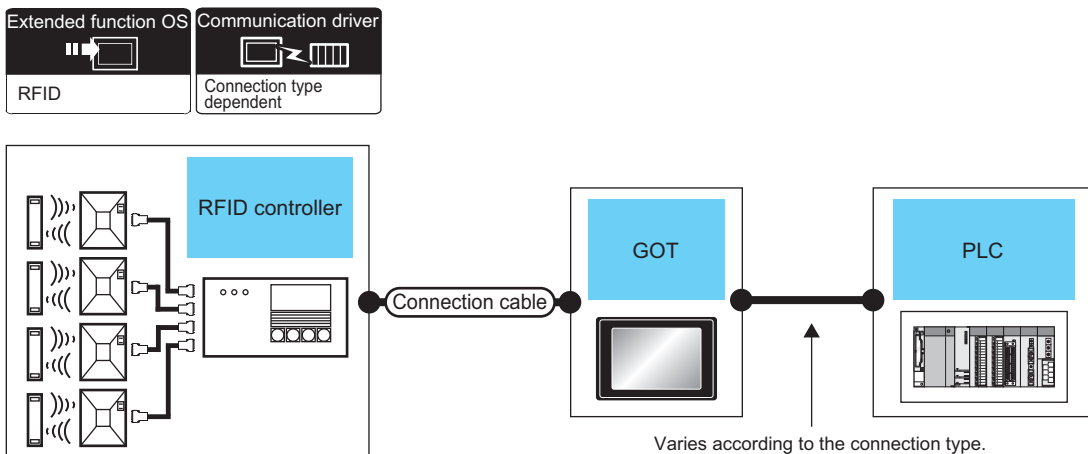 Extended function OS
Communication driver
RFID
Connection type
dependent
RFID controller
Connection cable
GOT
PLC
Varies according to the connection type.